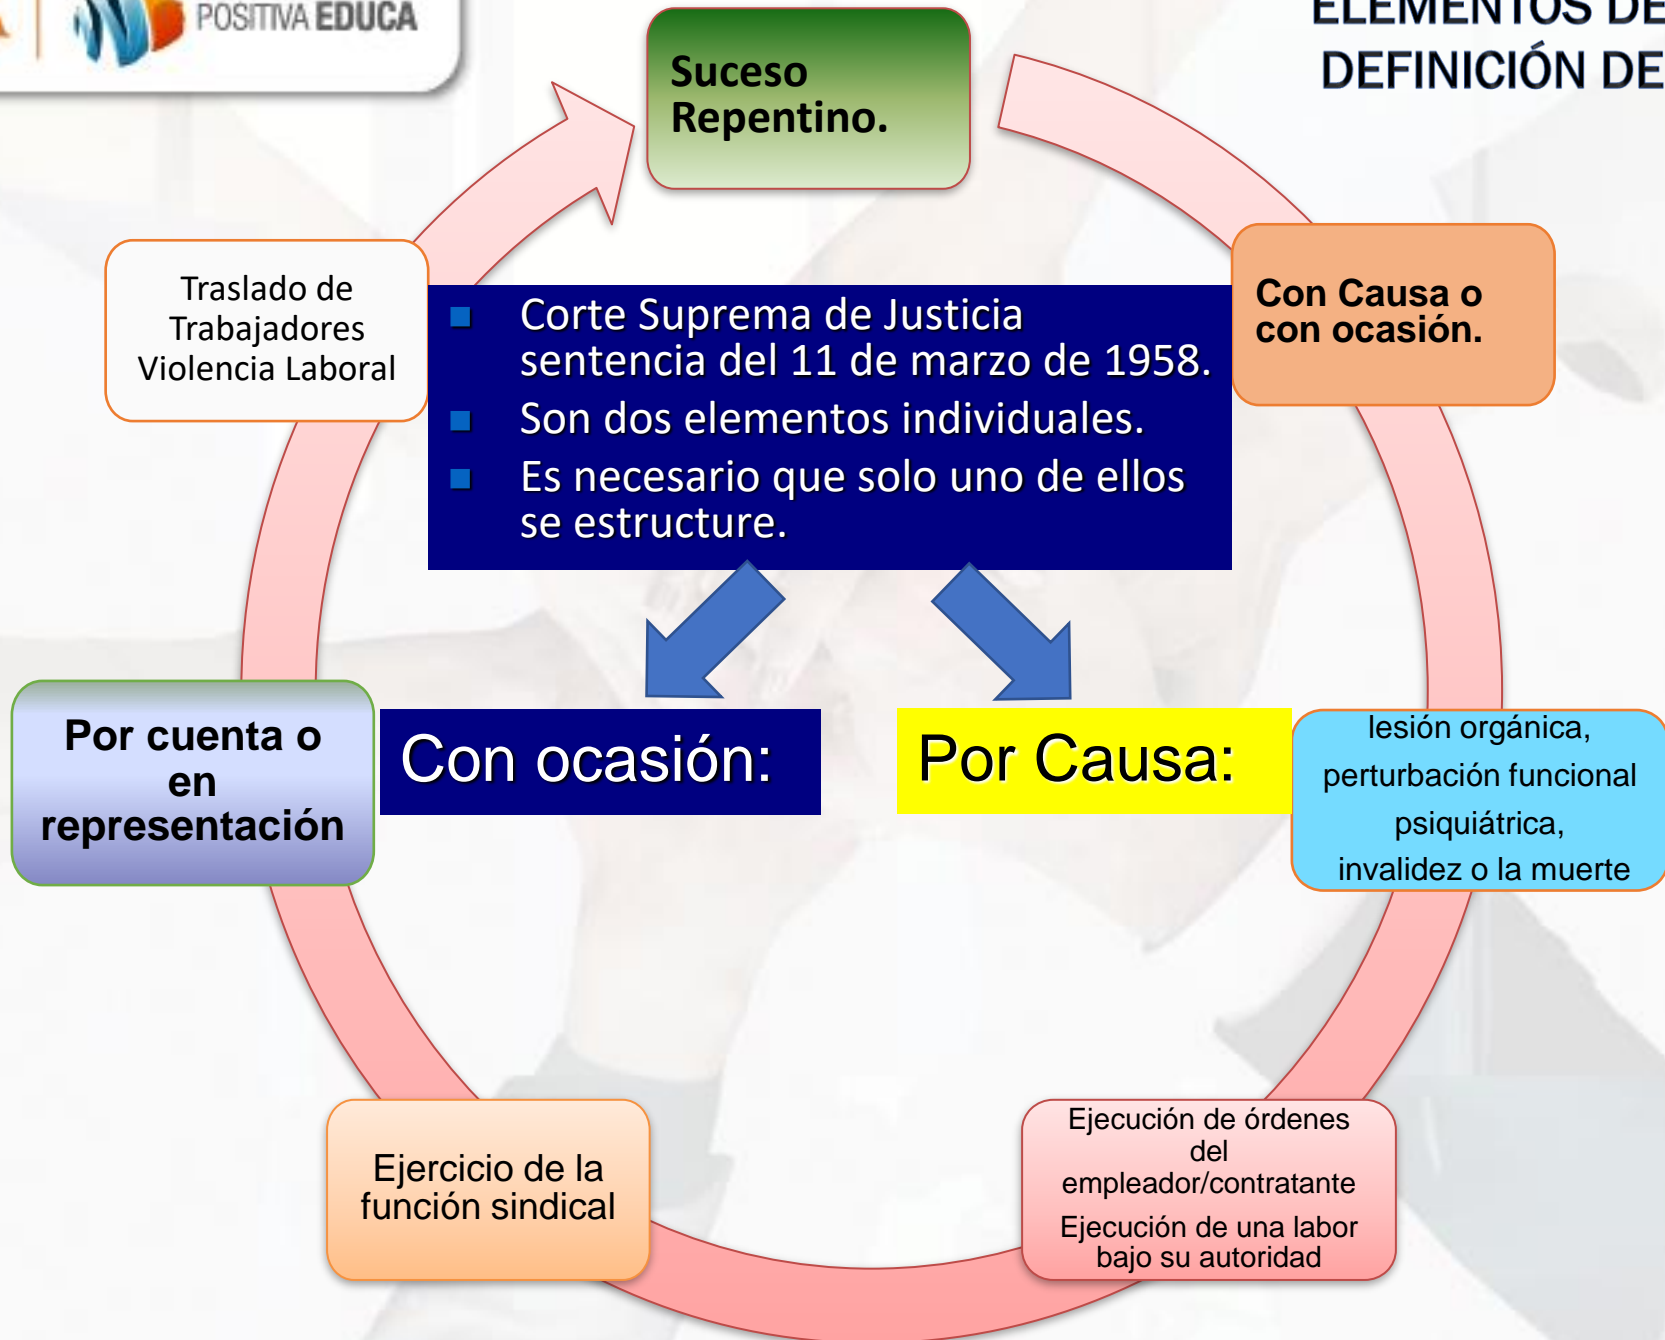 POSITIVA EDUCA
ELEMENTOS DE
DEFINICIÓN DE
Suceso
Repentino.
Con Causa o
con ocasión.
Traslado de
Trabajadores
Violencia Laboral
Corte Suprema de Justicia
sentencia del 11 de marzo de 1958.
Son dos elementos individuales.
Es necesario que solo uno de ellos
se estructure.
Por cuenta o
en
representación
Con ocasión:
Por Causa:
lesión orgánica,
perturbación funcional
psiquiátrica,
invalidez o la muerte
Ejercicio de la
función sindical
Ejecución de órdenes
del
empleador/contratante
Ejecución de una labor
bajo su autoridad